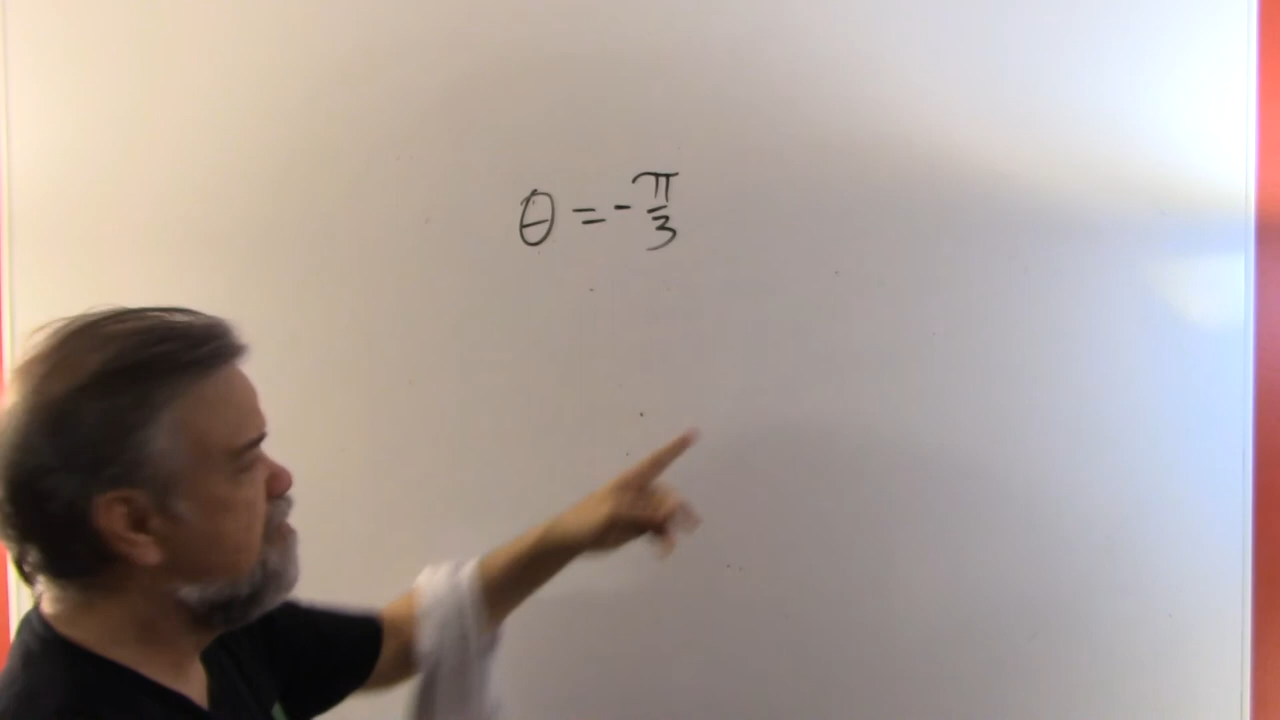 θ = -π/3